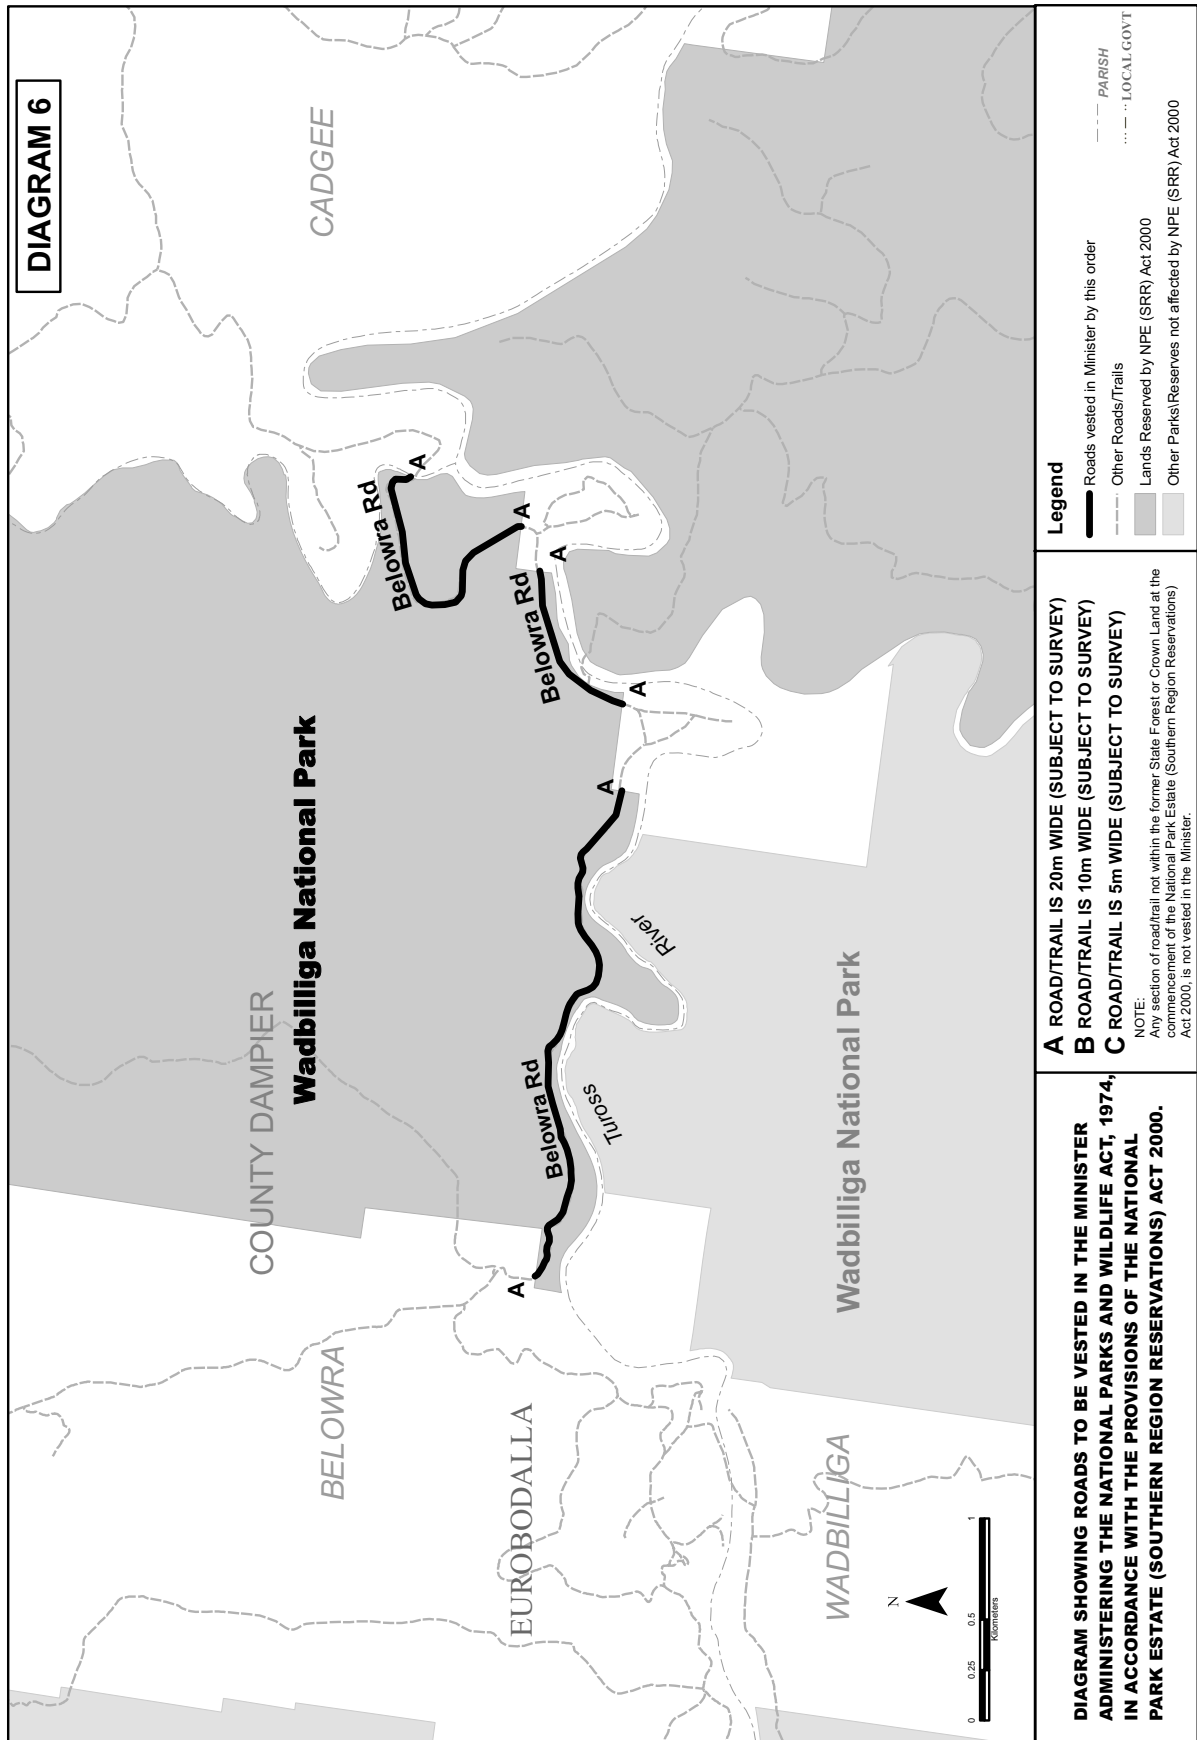 DIAGRAM 6
CADGEE
COUNTY DAMPIER
Wadbilliga National Park
Belowra Rd
A
A
Belowra Rd
A
A
A
Belowra Rd
A
Tuross
River
BELOWRA
EURODODALLA
WADBILLIGA
Wadbilliga National Park
N
0 0.25 0.5 1
Kilometers
DIAGRAM SHOWING ROADS TO BE VESTED IN THE MINISTER
ADMINISTERING THE NATIONAL PARKS AND WILDLIFE ACT, 1974,
IN ACCORDANCE WITH THE PROVISIONS OF THE NATIONAL
PARK ESTATE (SOUTHERN REGION RESERVATIONS) ACT 2000.
A ROAD/TRAIL IS 20m WIDE (SUBJECT TO SURVEY)
B ROAD/TRAIL IS 10m WIDE (SUBJECT TO SURVEY)
C ROAD/TRAIL IS 5m WIDE (SUBJECT TO SURVEY)
NOTE:
Any section of road/trail not within the former State Forest or Crown Land at the
commencement of the National Park Estate (Southern Region Reservations)
Act 2000, is not vested in the Minister.
Legend
Roads vested in Minister by this order
Other Roads/Trails
Lands Reserved by NPE (SRR) Act 2000
Other Parks\Reserves not affected by NPE (SRR) Act 2000
PARISH
LOCAL GOVT